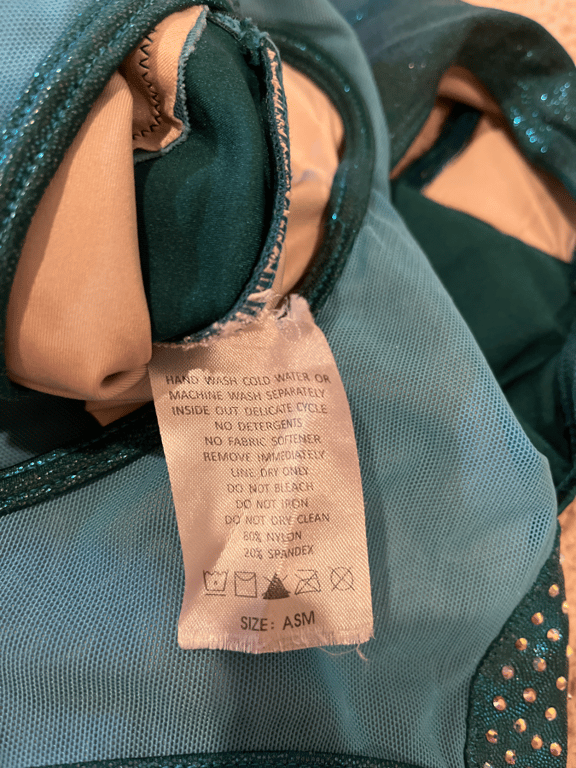 HAND WASH COLD WATER OR
MACHINE WASH SEPARATELY
INSIDE OUT DELICATE CYCLE
NO DETERGENTS
NO FABRIC SOFTENER
REMOVE IMMEDIATELY
LINE DRY ONLY
DO NOT BLEACH
DO NOT IRON
DO NOT DRY CLEAN
80% NYLON
20% SPANDEX
SIZE: ASM